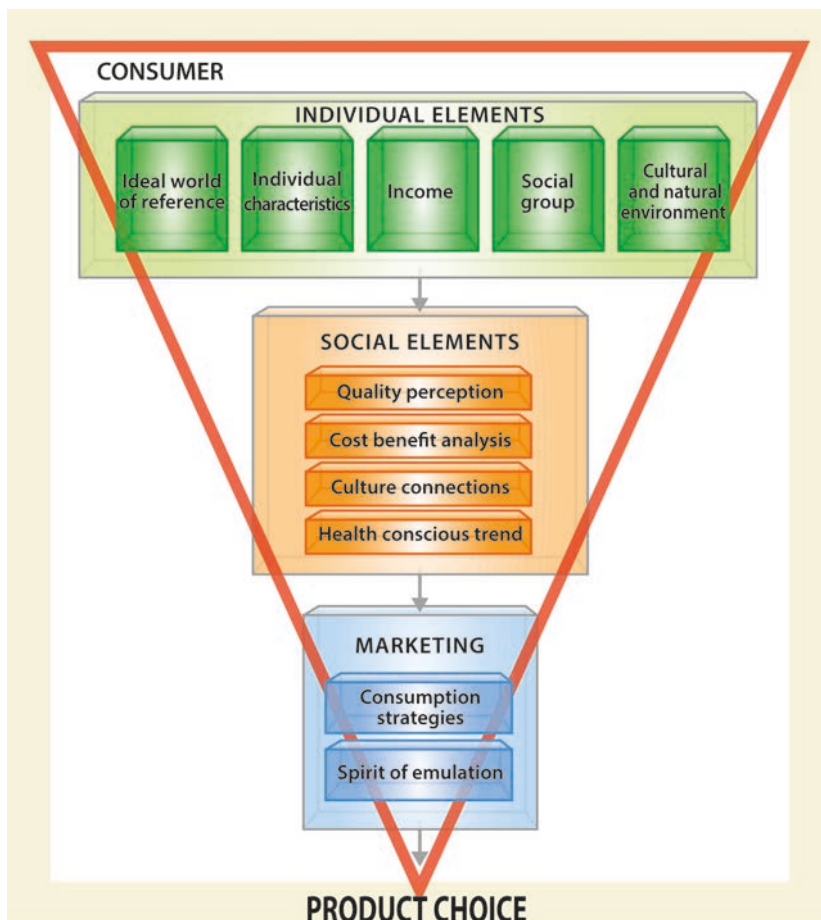 CONSUMER
INDIVIDUAL ELEMENTS
Ideal world
of reference
Individual
characteristics
Income
Social
group
Cultural
and natural
environment
SOCIAL ELEMENTS
Quality perception
Cost benefit analysis
Culture connections
Health conscious trend
MARKETING
Consumption
strategies
Spirit of emulation
PRODUCT CHOICE